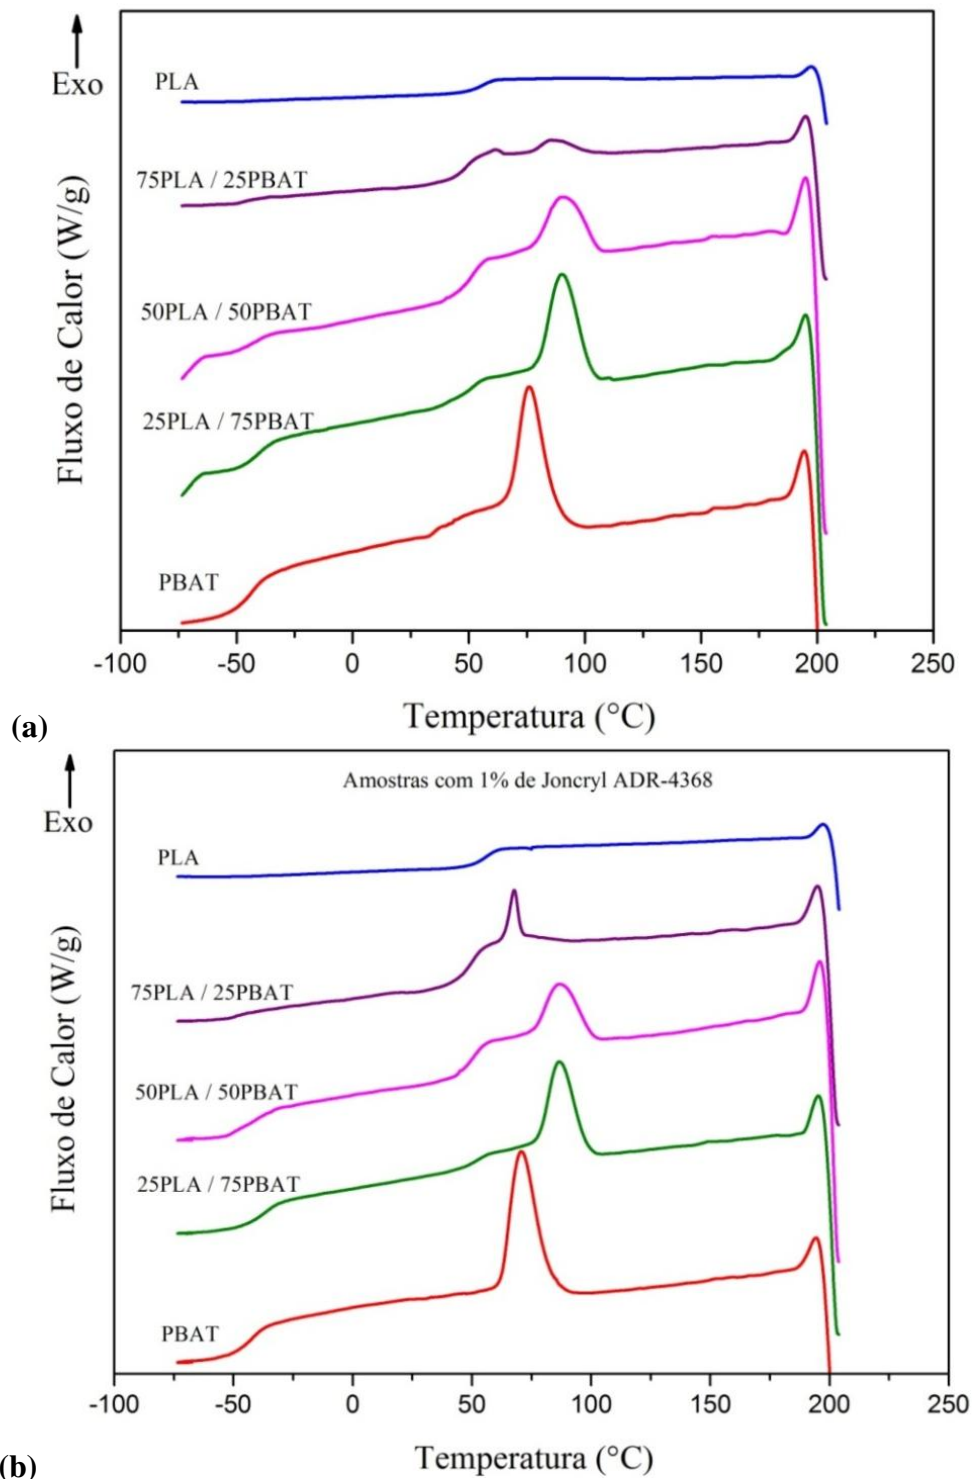 Exo
PLA
75PLA / 25PBAT
50PLA / 50PBAT
25PLA / 75PBAT
PBAT
Fluxo de Calor (W/g)
-100 -50 0 50 100 150 200 250
Temperatura (°C)
(a)
Amostras com 1% de Joncryl ADR-4368
Exo
PLA
75PLA / 25PBAT
50PLA / 50PBAT
25PLA / 75PBAT
PBAT
Fluxo de Calor (W/g)
-100 -50 0 50 100 150 200 250
Temperatura (°C)
(b)